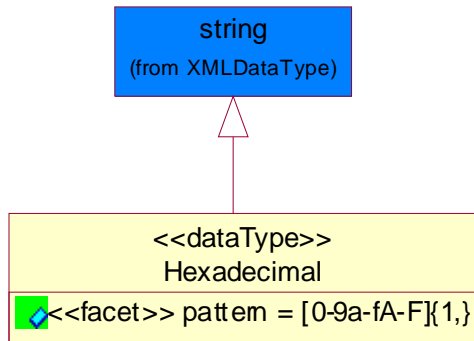 string
(from XMLDataType)
<<dataType>>
Hexadecimal
<<facet>> pattern = [0-9a-fA-F]{1,}